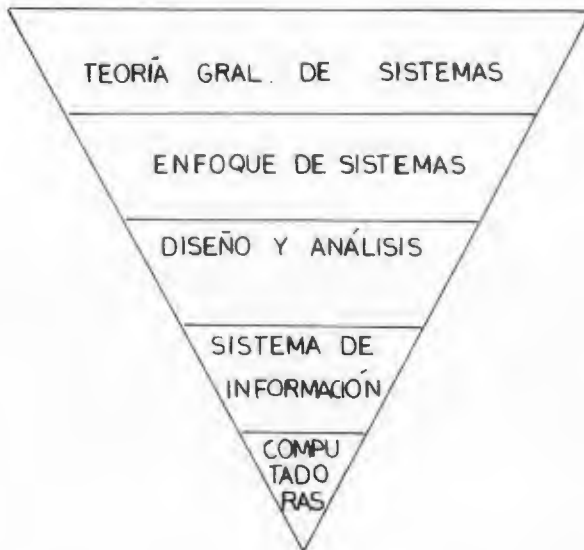 TEORÍA GRAL. DE SISTEMAS
ENFOQUE DE SISTEMAS
DISEÑO Y ANÁLISIS
SISTEMA DE
INFORMACIÓN
COMPU
TADO
RAS